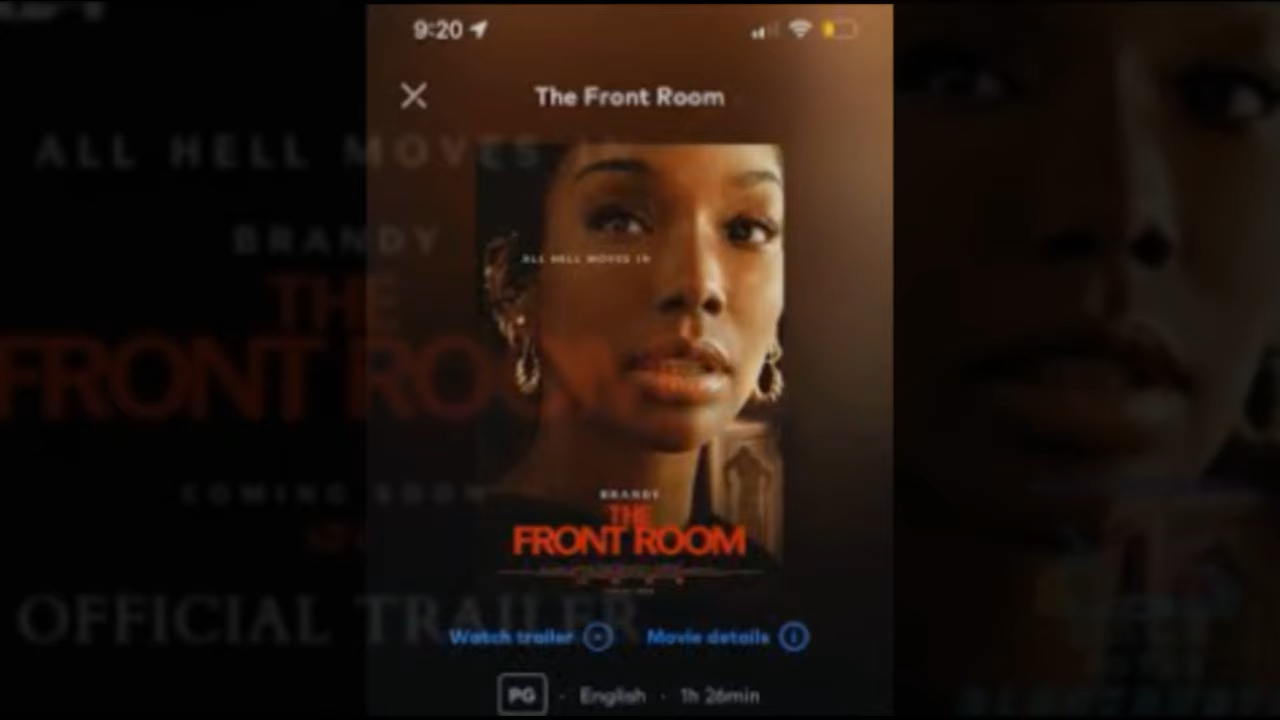 9:20
The Front Room
ALL HELL MOVES IN
ALL HELL MOVES IN
BRANDY
THE
FRONT ROOM
COMING SOON
OFFICIAL TRAILER
BRANDY
THE
FRONT ROOM
Watch trailer
Movie details
PG · English · 1h 26min